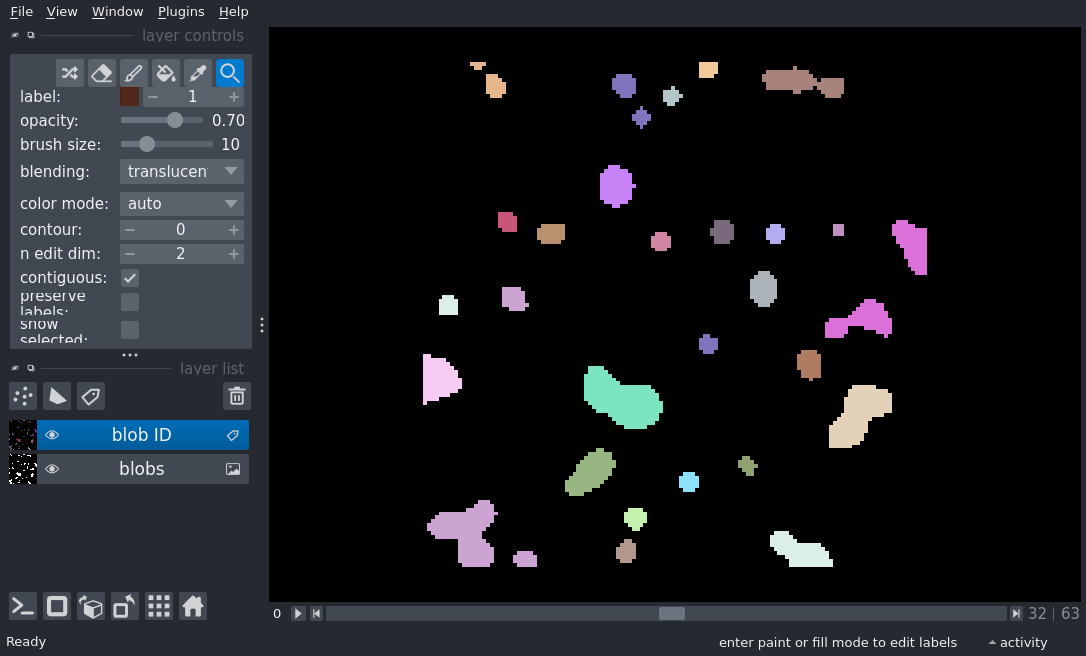 File View Window Plugins Help
layer controls
label: 1
opacity: 0.70
brush size: 10
blending: translucen
color mode: auto
contour: 0
n edit dim: 2
contiguous:
preserve
labels:
show
selected:
layer list
blob ID
blobs
0 32 | 63
Ready enter paint or fill mode to edit labels activity